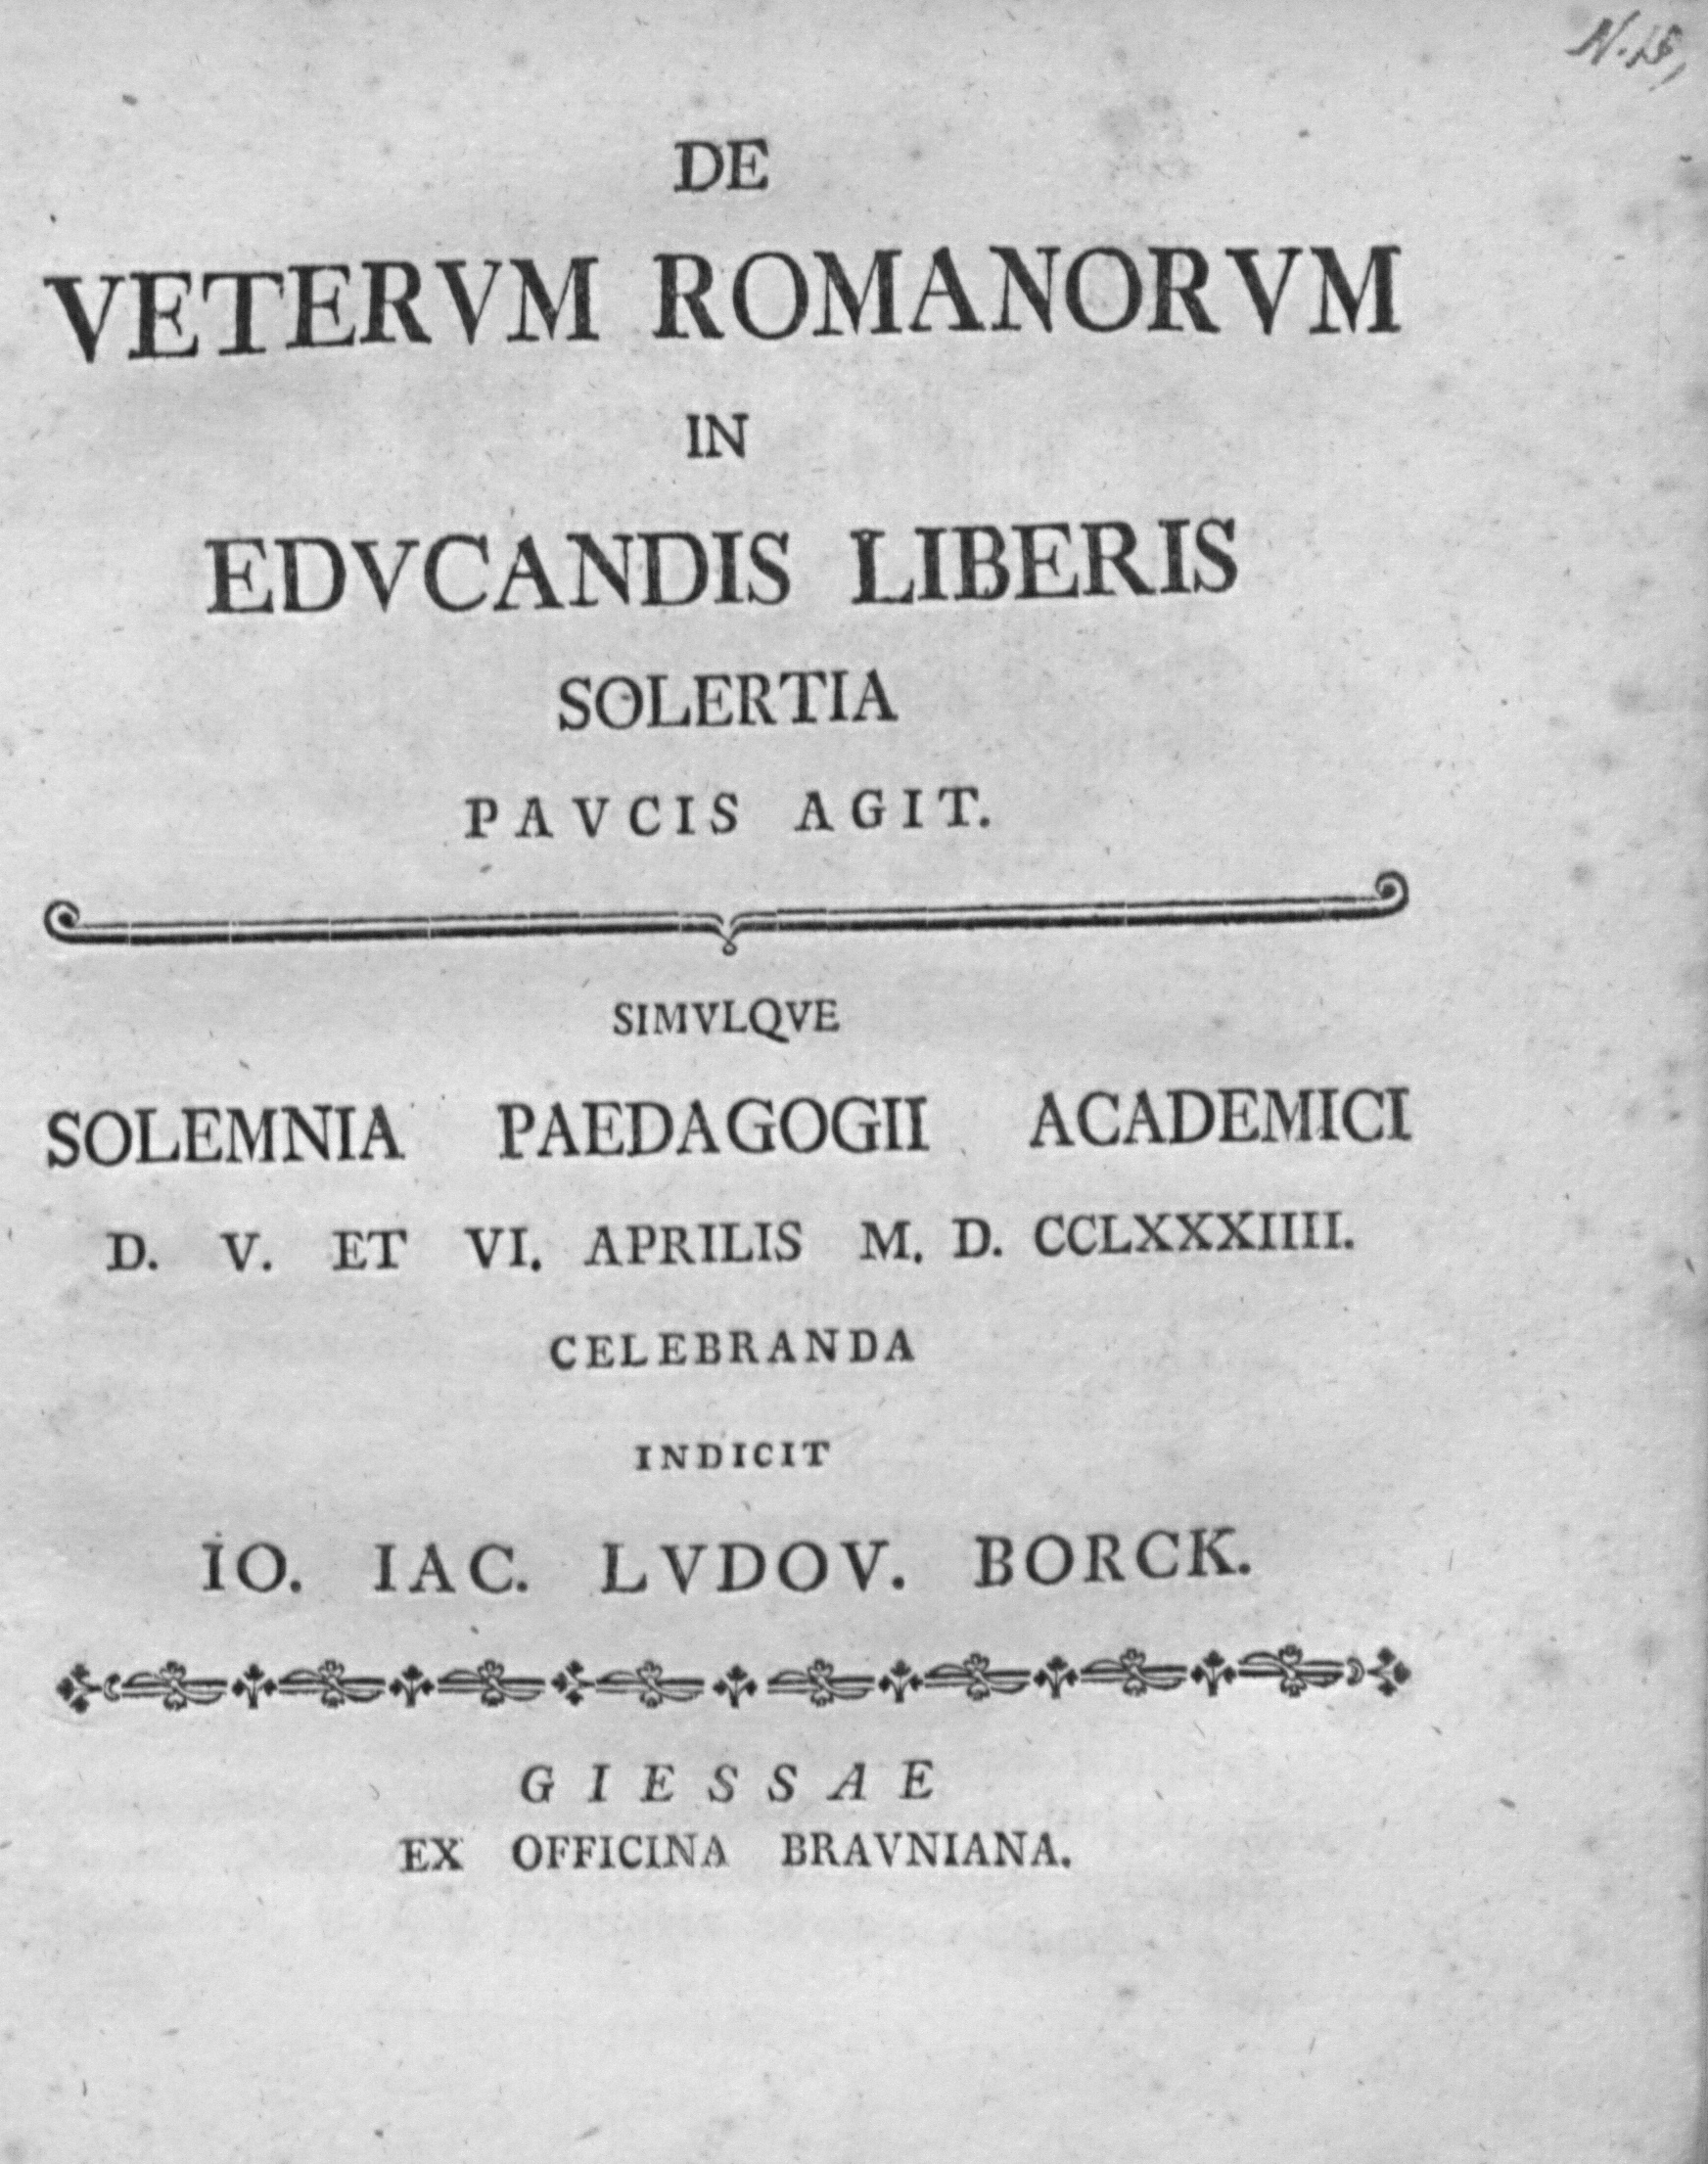 DE
VETERVM ROMANORVM
IN
EDVCANDIS LIBERIS
SOLERTIA
PAVCIS AGIT.
SIMVLQVE
SOLEMNIA PAEDAGOGII ACADEMICI
D. V. ET VI. APRILIS M. D. CCLXXXIIII.
CELEBRANDA
INDICIT
IO. IAC. LVDOV. BORCK.
GIESSAE
EX OFFICINA BRAVNIANA.